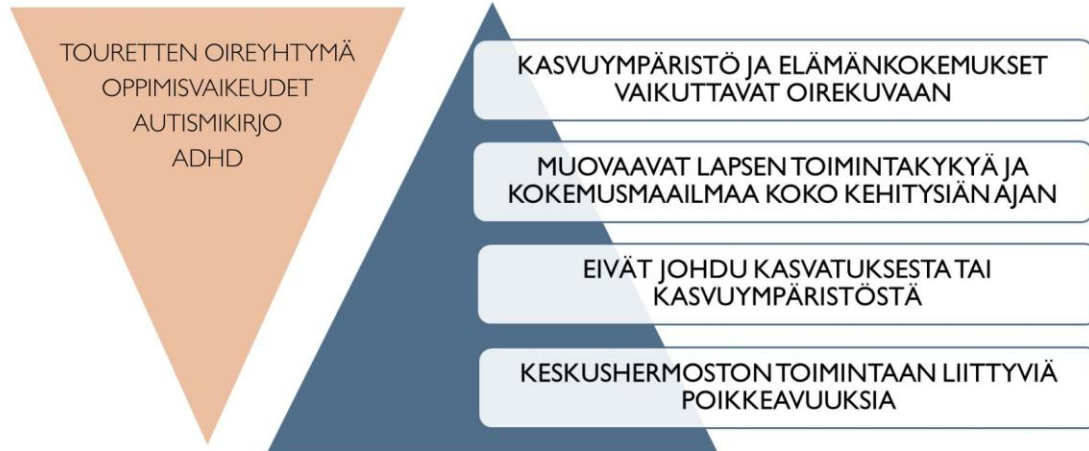 TOURETTEN OIREYHTYMÄ
OPPIMISVAIKEUDET
AUTISMIKIRJO
ADHD
KASVUYMPÄRISTÖ JA ELÄMÄNKOKEMUKSET
VAIKUTTAVAT OIREKUVAAN
MUOVAAVAT LAPSEN TOIMINTAKYKYÄ JA
KOKEMUSMAAILMAA KOKO KEHITYSIÄN AJAN
EIVÄT JOHDU KASVATUKSESTA TAI
KASVUYMPÄRISTÖSTÄ
KESKUSHERMOSTON TOIMINTAAN LIITTYVIÄ
POIKKEAVUUKSIA